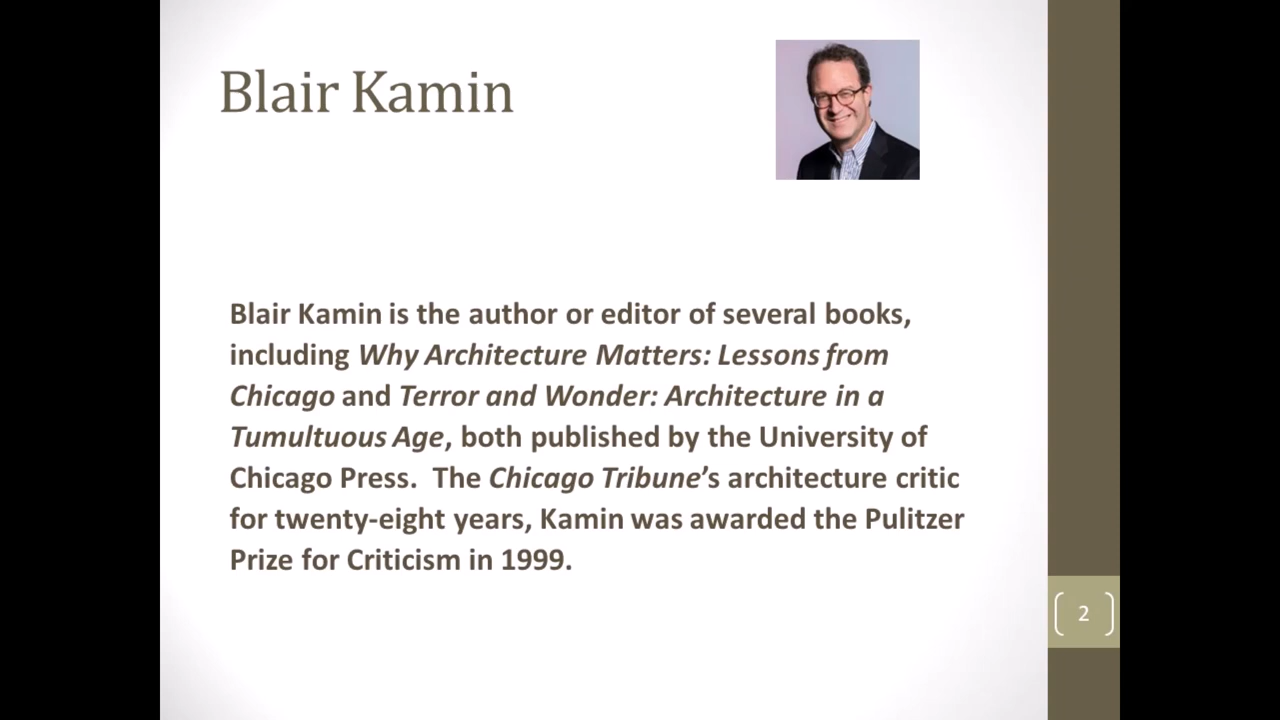 Blair Kamin
Blair Kamin is the author or editor of several books,
including Why Architecture Matters: Lessons from
Chicago and Terror and Wonder: Architecture in a
Tumultuous Age, both published by the University of
Chicago Press.  The Chicago Tribune’s architecture critic
for twenty-eight years, Kamin was awarded the Pulitzer
Prize for Criticism in 1999.
2